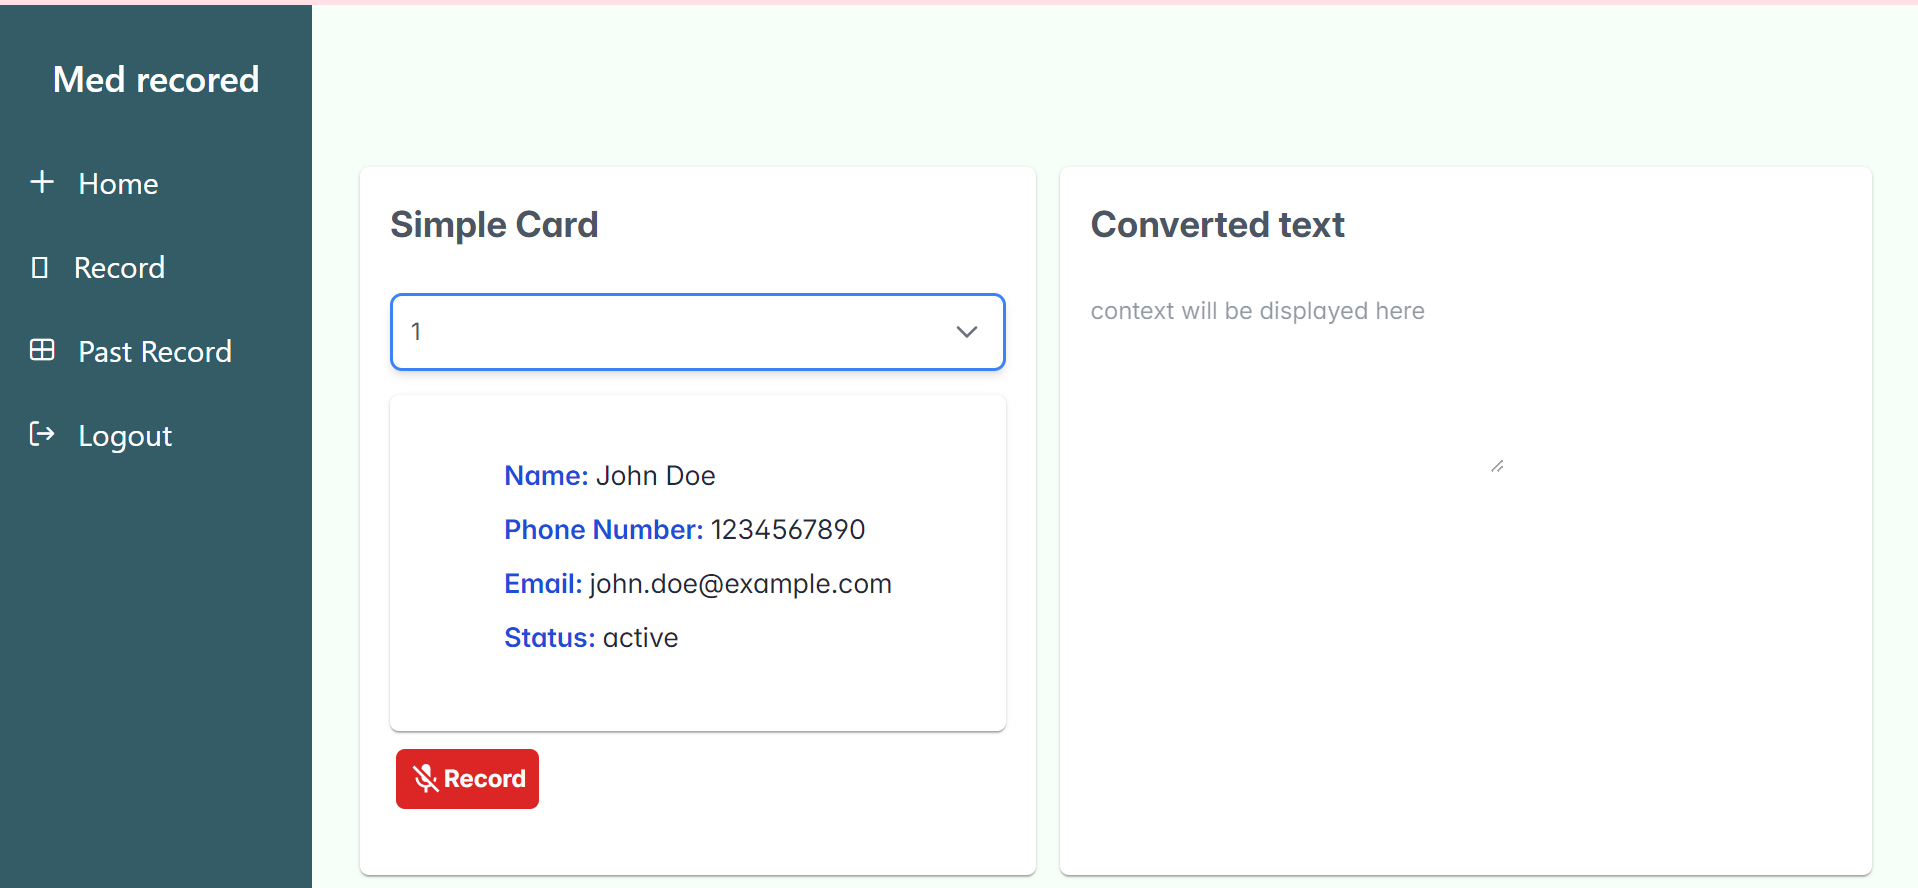 Med recored
Home
Record
Past Record
Logout
Simple Card
1
Name: John Doe
Phone Number: 1234567890
Email: john.doe@example.com
Status: active
Record
Converted text
context will be displayed here